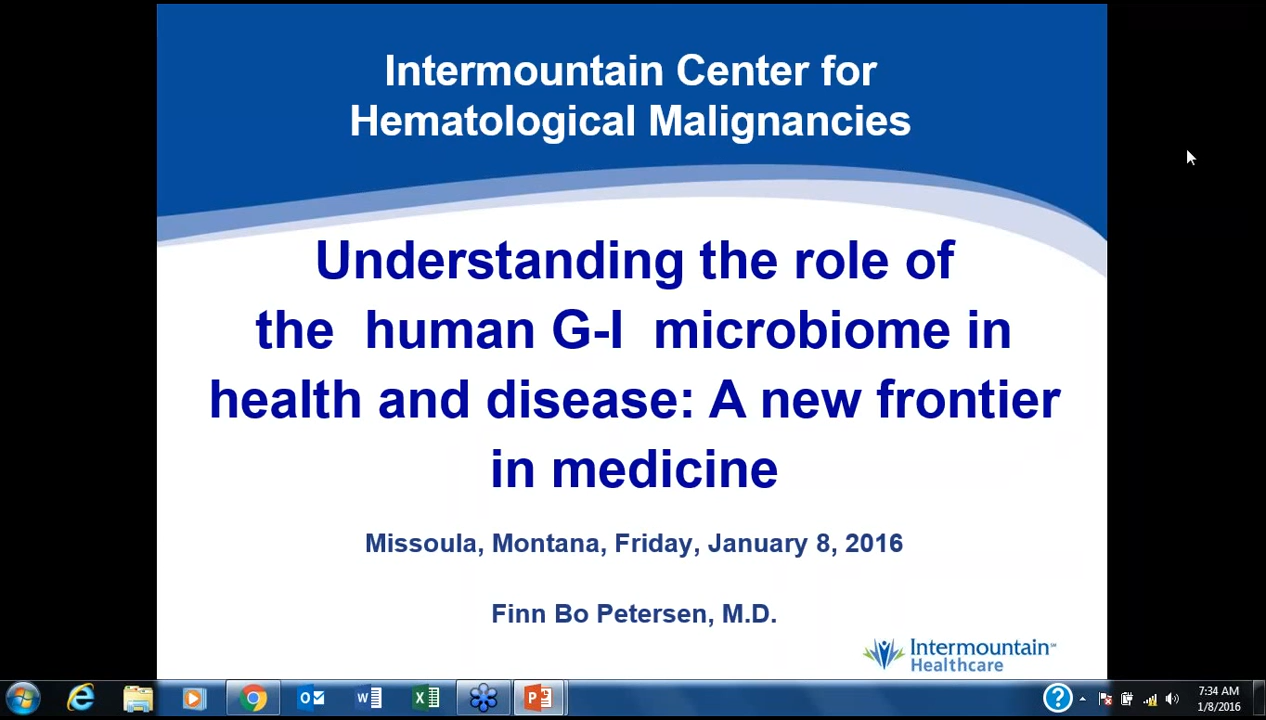 Intermountain Center for
Hematological Malignancies
Understanding the role of
the human G-I microbiome in
health and disease: A new frontier
in medicine
Missoula, Montana, Friday, January 8, 2016
Finn Bo Petersen, M.D.
Intermountain℠
Healthcare
7:34 AM
1/8/2016